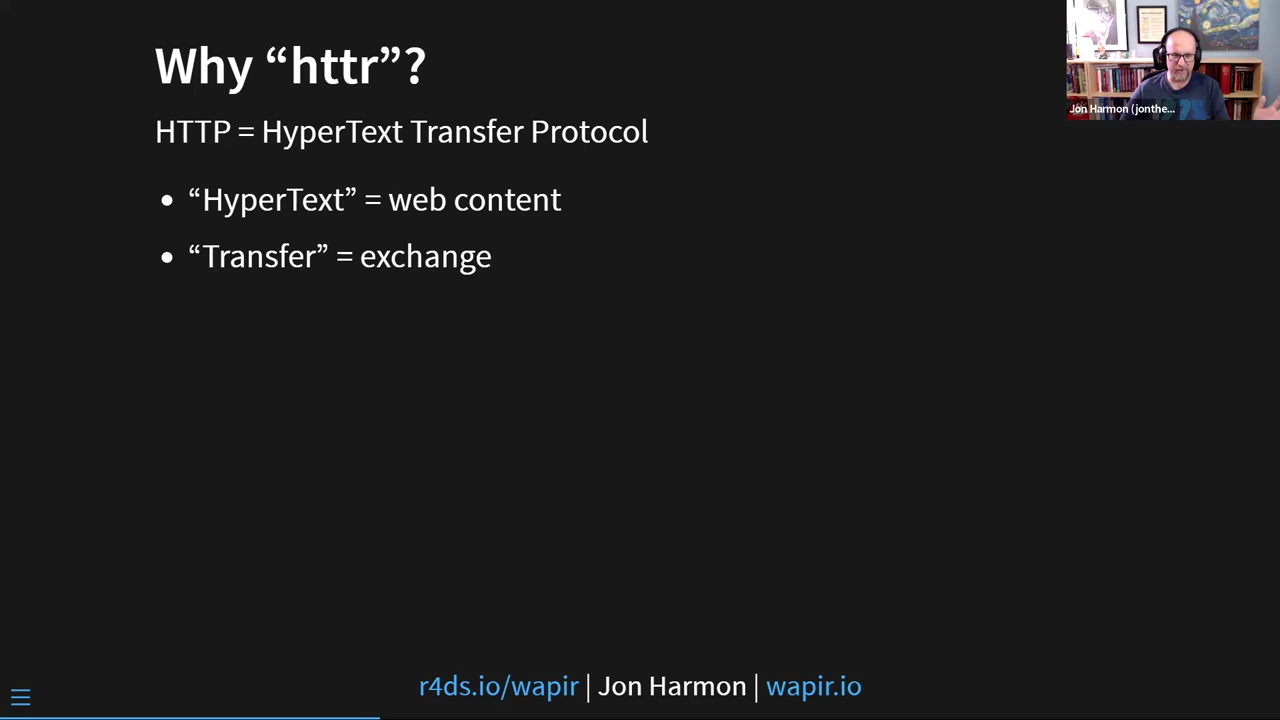 Why “httr”?
HTTP = HyperText Transfer Protocol
• “HyperText” = web content
• “Transfer” = exchange
Jon Harmon (jonthe...
r4ds.io/wapir | Jon Harmon | wapir.io